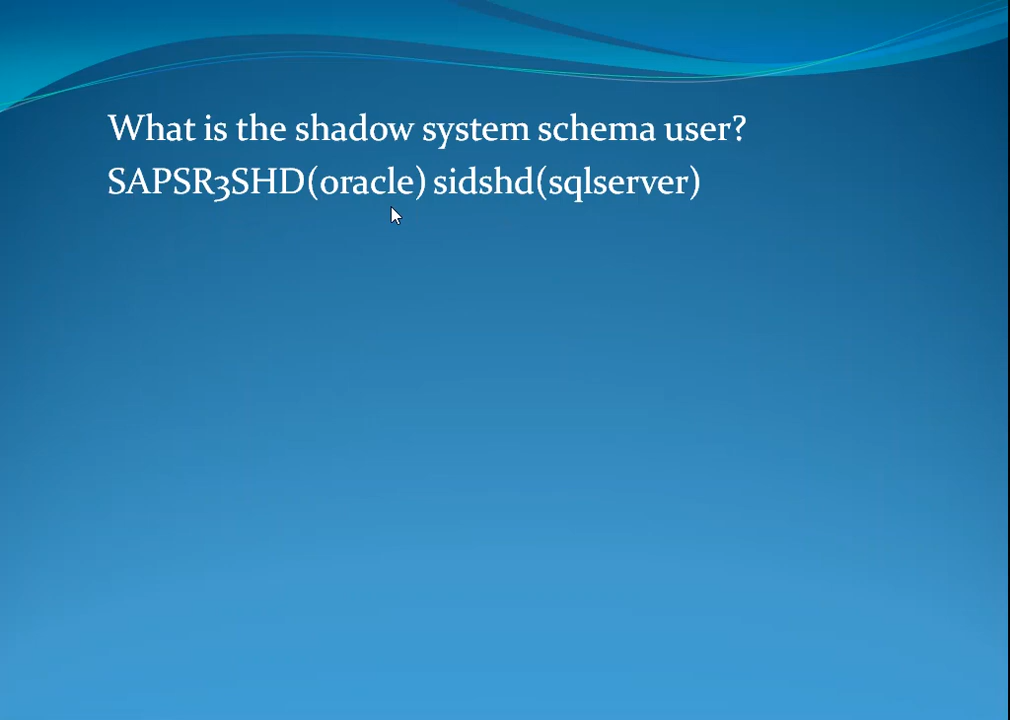 What is the shadow system schema user?
SAPSR3SHD(oracle) sidshd(sqlserver)